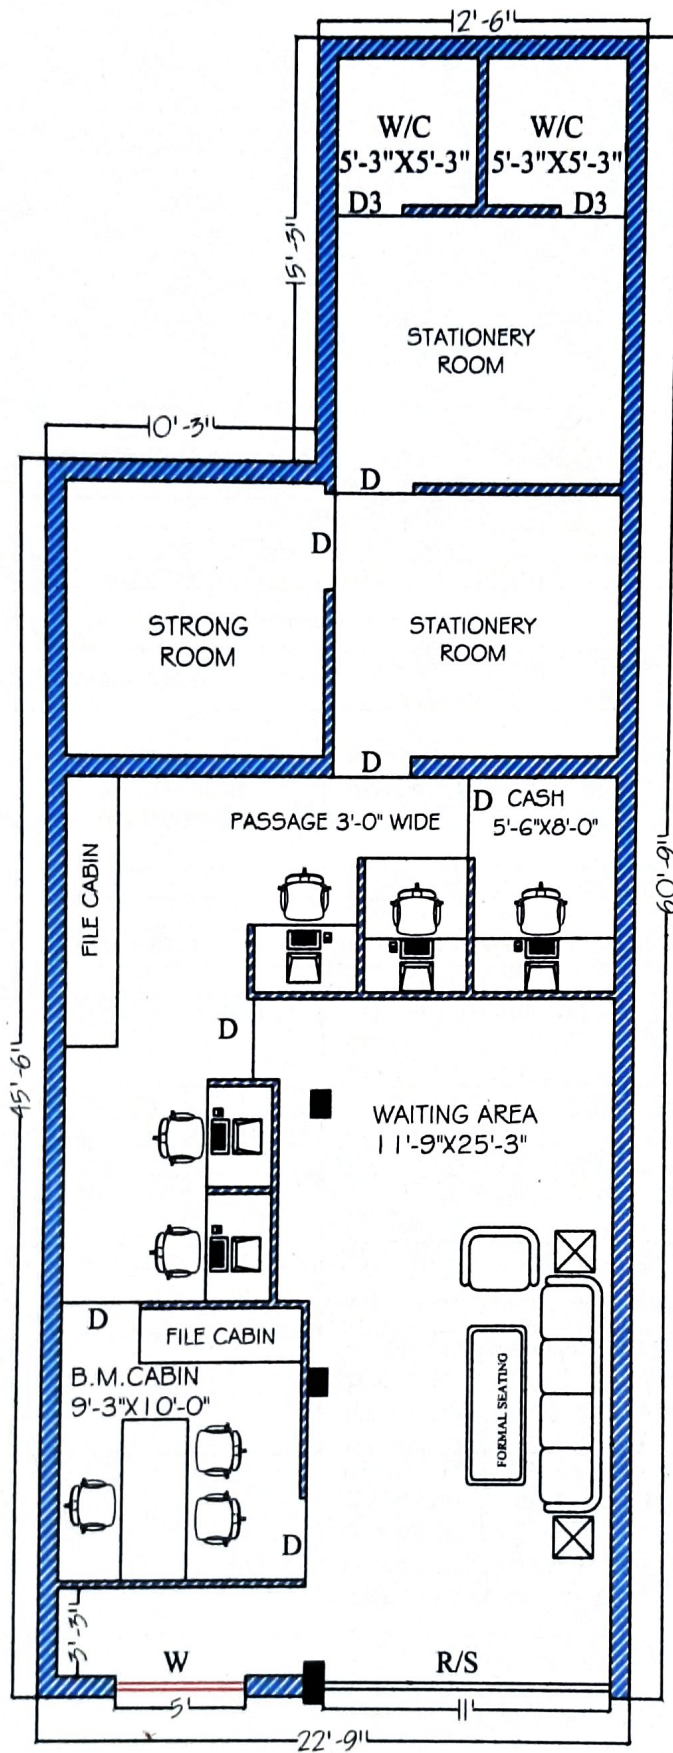 12'-6"
W/C
5'-3"X5'-3"
W/C
5'-3"X5'-3"
D3
D3
15'-3"
STATIONERY
ROOM
10'-3"
D
D
STRONG
ROOM
STATIONERY
ROOM
D
PASSAGE 3'-0" WIDE
D
CASH
5'-6"X8'-0"
FILE CABIN
60'-9"
D
45'-6"
WAITING AREA
11'-9"X25'-3"
D
FILE CABIN
B.M.CABIN
9'-3"X10'-0"
FORMAL SEATING
D
3'-3"
W
R/S
5'
11'
22'-9"